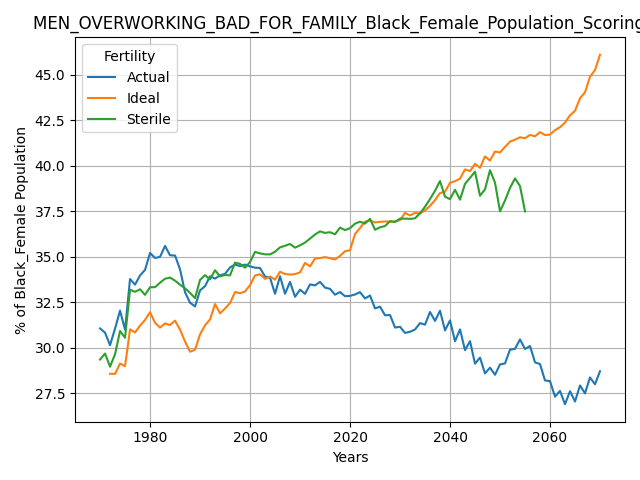 MEN_OVERWORKING_BAD_FOR_FAMILY_Black_Female_Population_Scoring
Fertility
Actual
Ideal
Sterile
45.0
42.5
40.0
37.5
35.0
32.5
30.0
27.5
% of Black_Female Population
1980 2000 2020 2040 2060
Years